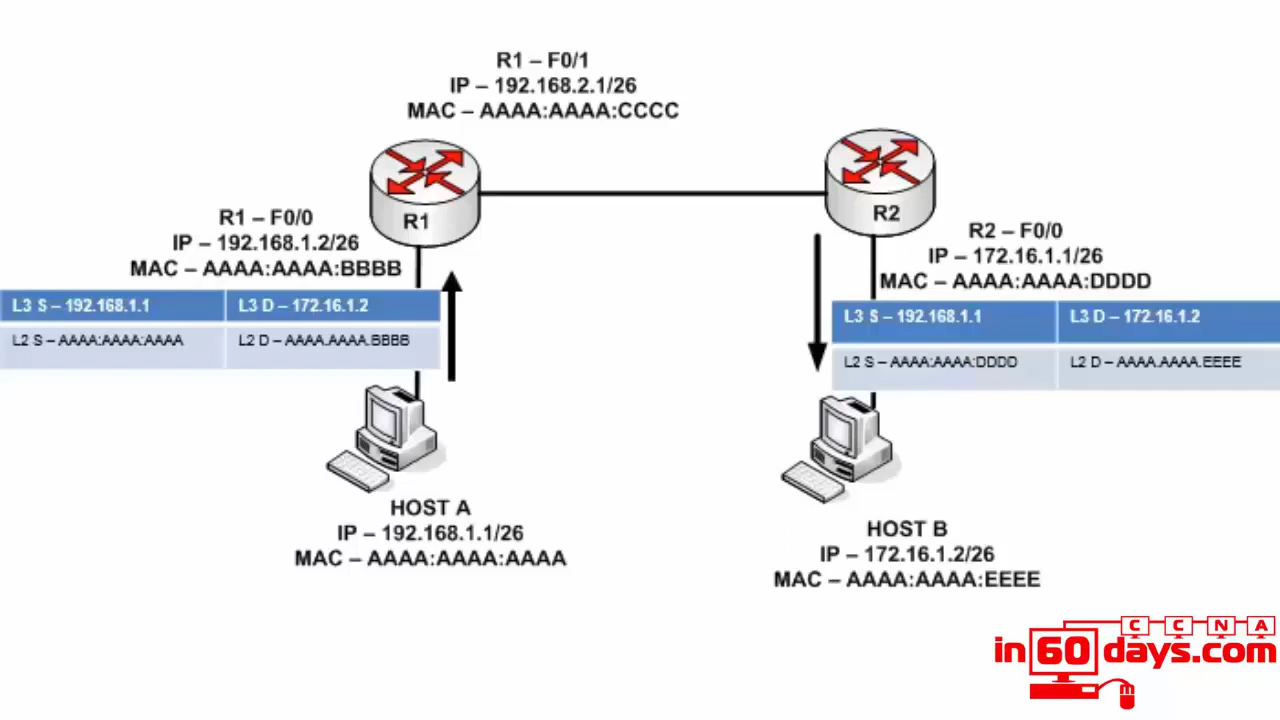 R1 – F0/1
IP – 192.168.2.1/26
MAC – AAAA:AAAA:CCCC
R1
R2
R1 – F0/0
IP – 192.168.1.2/26
MAC – AAAA:AAAA:BBBB
R2 – F0/0
IP – 172.16.1.1/26
MAC – AAAA:AAAA:DDDD
L3 S – 192.168.1.1 L3 D – 172.16.1.2
L2 S – AAAA:AAAA:AAAA L2 D – AAAA.AAAA.BBBB
L3 S – 192.168.1.1 L3 D – 172.16.1.2
L2 S – AAAA:AAAA:DDDD L2 D – AAAA.AAAA.EEEE
HOST A
IP – 192.168.1.1/26
MAC – AAAA:AAAA:AAAA
HOST B
IP – 172.16.1.2/26
MAC – AAAA:AAAA:EEEE
C C N A
in 60 days.com